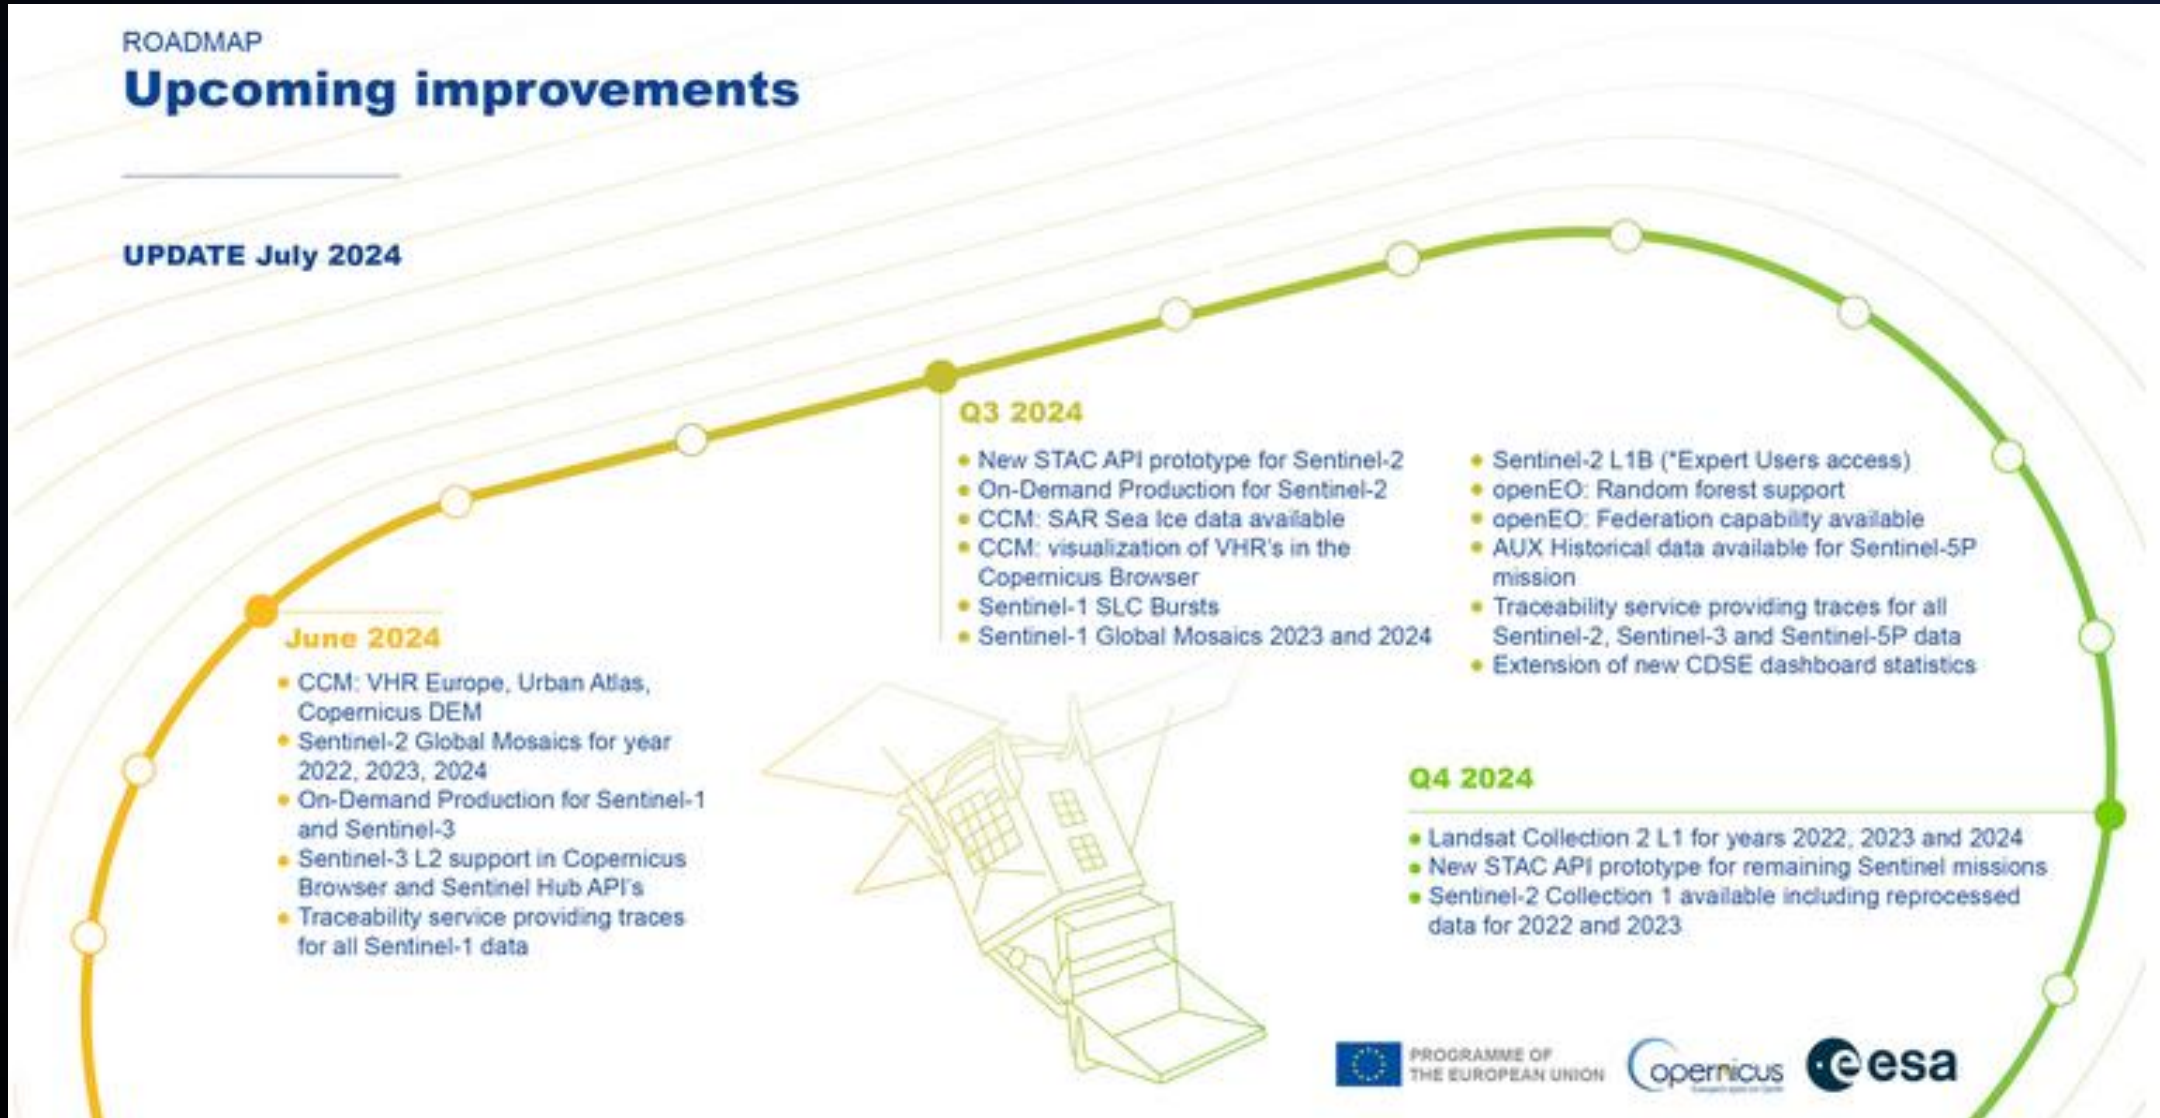 ROADMAP
Upcoming improvements
UPDATE July 2024
June 2024
• CCM: VHR Europe, Urban Atlas,
Copernicus DEM
• Sentinel-2 Global Mosaics for year
2022, 2023, 2024
• On-Demand Production for Sentinel-1
and Sentinel-3
• Sentinel-3 L2 support in Copernicus
Browser and Sentinel Hub API's
• Traceability service providing traces
for all Sentinel-1 data
Q3 2024
• New STAC API prototype for Sentinel-2
• On-Demand Production for Sentinel-2
• CCM: SAR Sea Ice data available
• CCM: visualization of VHR's in the
Copernicus Browser
• Sentinel-1 SLC Bursts
• Sentinel-1 Global Mosaics 2023 and 2024
• Sentinel-2 L1B (*Expert Users access)
• openEO: Random forest support
• openEO: Federation capability available
• AUX Historical data available for Sentinel-5P
mission
• Traceability service providing traces for all
Sentinel-2, Sentinel-3 and Sentinel-5P data
• Extension of new CDSE dashboard statistics
Q4 2024
• Landsat Collection 2 L1 for years 2022, 2023 and 2024
• New STAC API prototype for remaining Sentinel missions
• Sentinel-2 Collection 1 available including reprocessed
data for 2022 and 2023
PROGRAMME OF
THE EUROPEAN UNION
Copernicus
esa